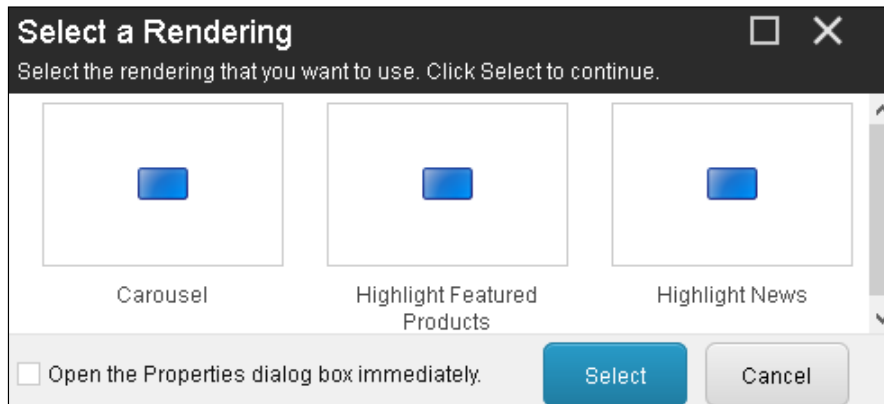 Select a Rendering
Select the rendering that you want to use. Click Select to continue.
Carousel
Highlight Featured
Products
Highlight News
Open the Properties dialog box immediately.
Select
Cancel